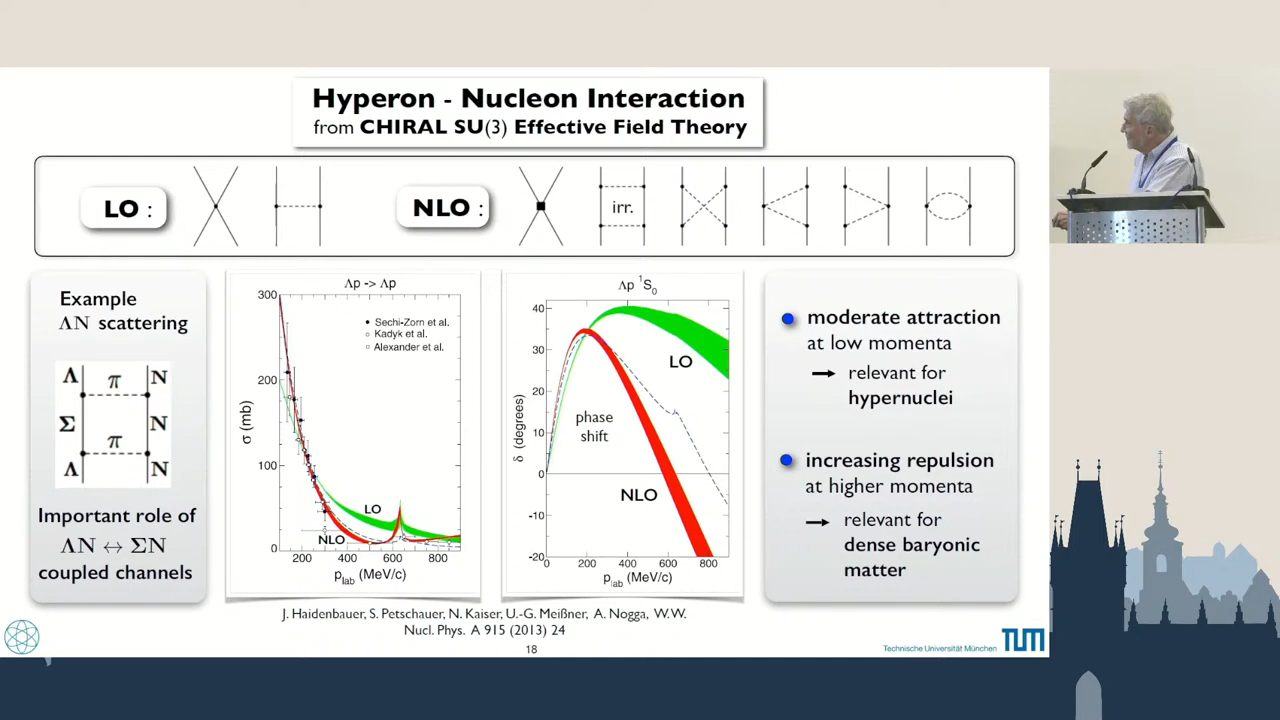 Hyperon - Nucleon Interaction
from CHIRAL SU(3) Effective Field Theory
LO :
NLO :
irr.
Example
ΛN scattering
Λ π N
Σ N
π
Λ N
Important role of
ΛN ↔ ΣN
coupled channels
Λp -> Λp
300
200
100
0
σ (mb)
Sechi-Zorn et al.
Kadyk et al.
Alexander et al.
LO
NLO
200 400 600 800
p_lab (MeV/c)
Λp ¹S₀
40
30
20
10
0
-10
-20
δ (degrees)
LO
phase
shift
NLO
0 200 400 600 800
p_lab (MeV/c)
moderate attraction
at low momenta
→ relevant for
hypernuclei
increasing repulsion
at higher momenta
→ relevant for
dense baryonic
matter
J. Haidenbauer, S. Petschauer, N. Kaiser, U.-G. Meißner, A. Nogga, W.W.
Nucl. Phys. A 915 (2013) 24
18
Technische Universität München
TUM